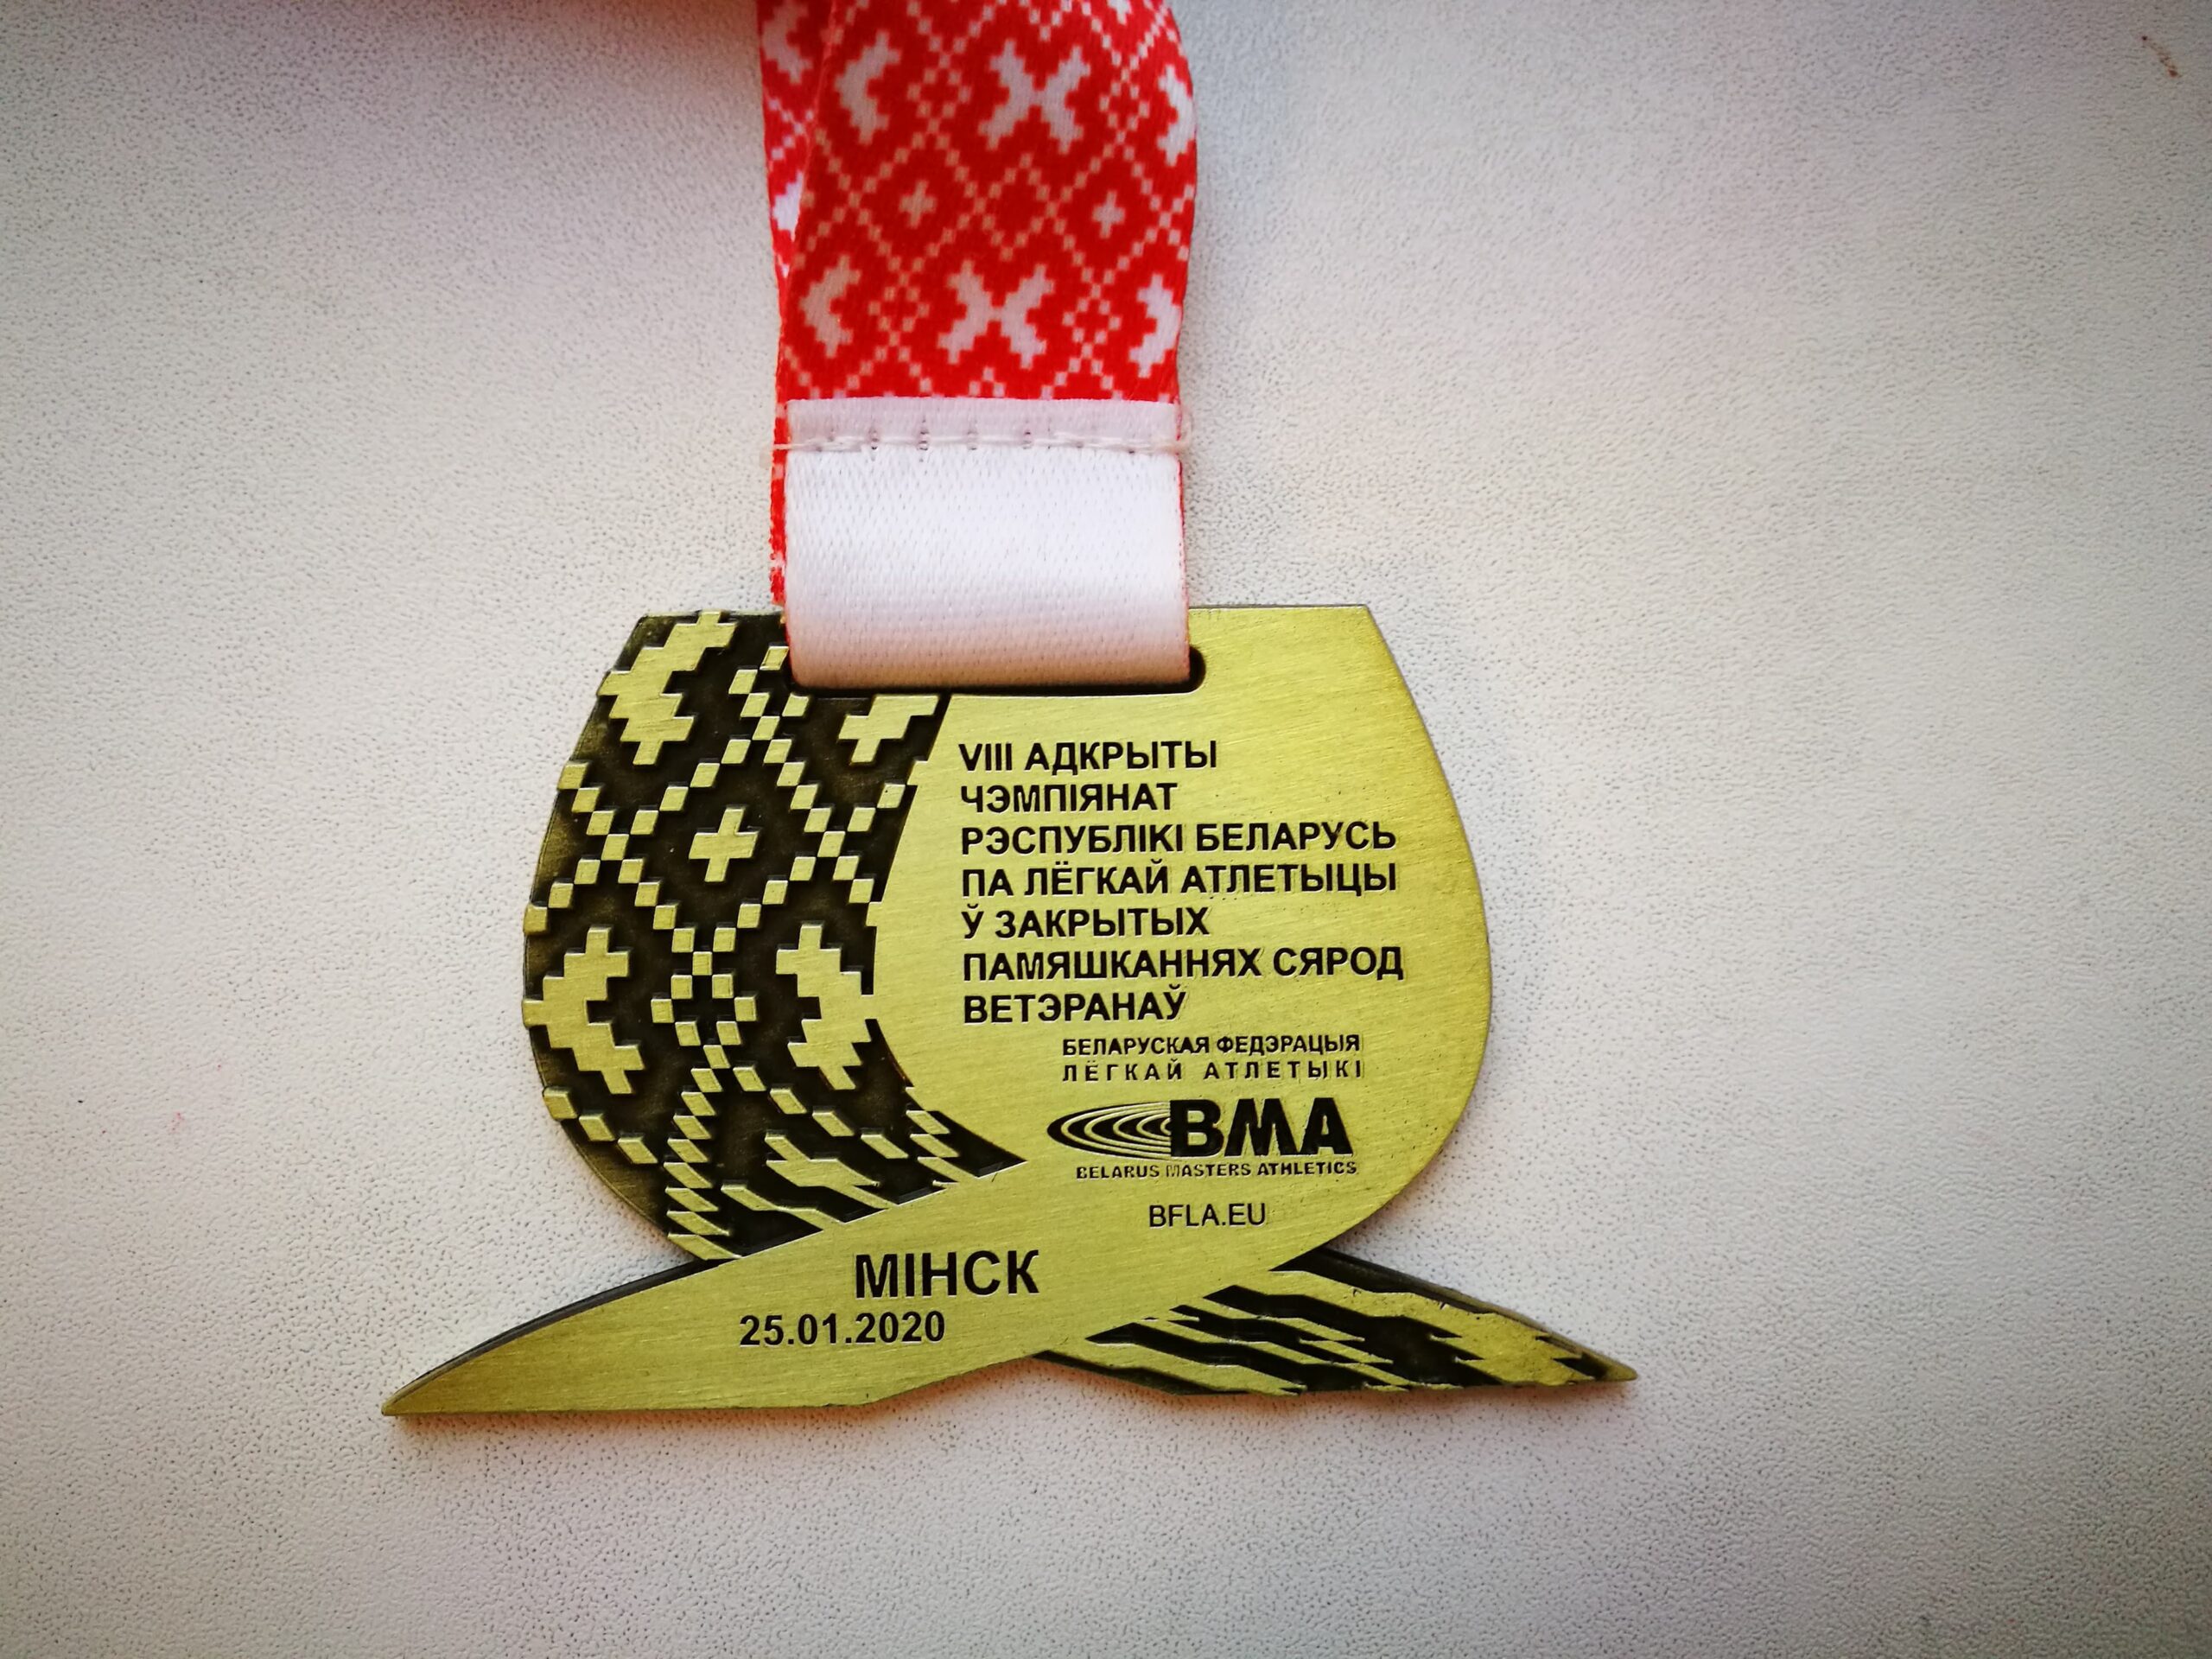 VIII АДКРЫТЫ
ЧЭМПІЯНАТ
РЭСПУБЛІКІ БЕЛАРУСЬ
ПА ЛЁГКАЙ АТЛЕТЫЦЫ
Ў ЗАКРЫТЫХ
ПАМЯШКАННЯХ СЯРОД
ВЕТЭРАНАЎ
БЕЛАРУСКАЯ ФЕДЭРАЦЫЯ
ЛЁГКАЙ АТЛЕТЫКІ
BMA
BELARUS MASTERS ATHLETICS
BFLA.EU
МІНСК
25.01.2020